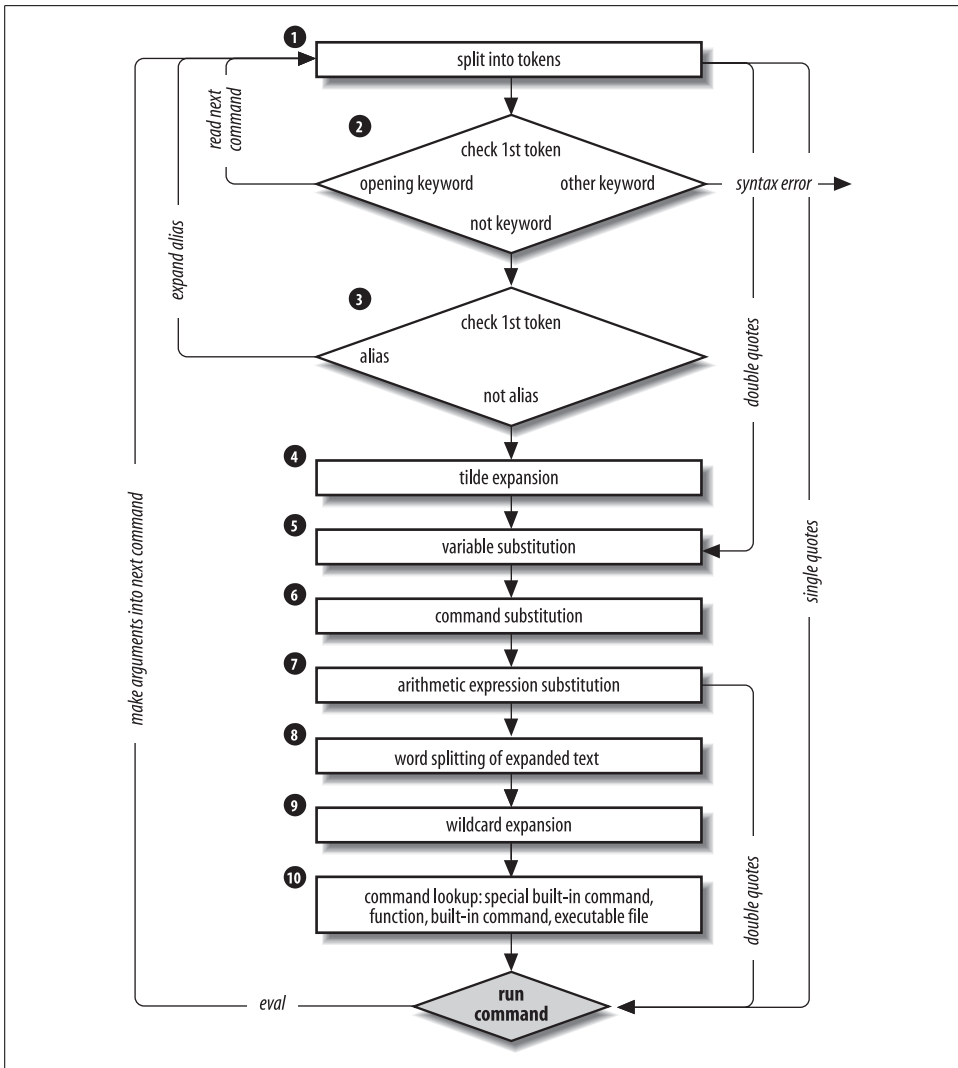 1
split into tokens
read next
command
2
check 1st token
opening keyword
other keyword
not keyword
syntax error
expand alias
3
check 1st token
alias
not alias
double quotes
4
tilde expansion
5
variable substitution
6
command substitution
7
arithmetic expression substitution
8
word splitting of expanded text
9
wildcard expansion
10
command lookup: special built-in command,
function, built-in command, executable file
make arguments into next command
single quotes
double quotes
eval
run
command